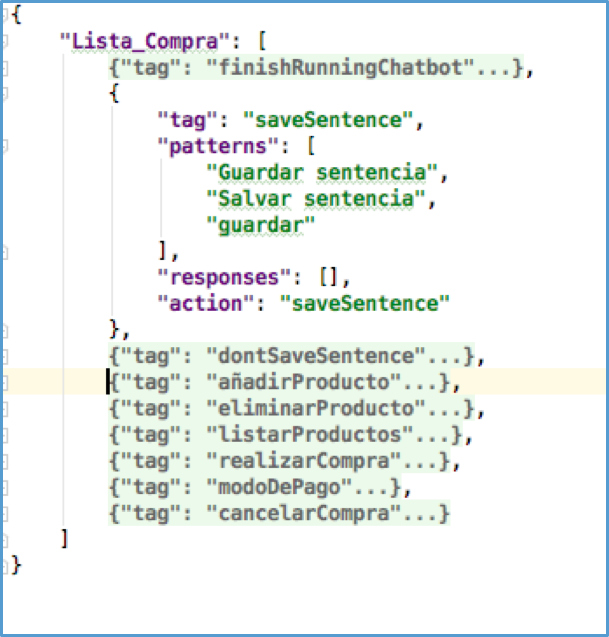 {
"Lista_Compra": [
{"tag": "finishRunningChatbot"...},
{
"tag": "saveSentence",
"patterns": [
"Guardar sentencia",
"Salvar sentencia",
"guardar"
],
"responses": [],
"action": "saveSentence"
},
{"tag": "dontSaveSentence"...},
{"tag": "añadirProducto"...},
{"tag": "eliminarProducto"...},
{"tag": "listarProductos"...},
{"tag": "realizarCompra"...},
{"tag": "modoDePago"...},
{"tag": "cancelarCompra"...}
]
}